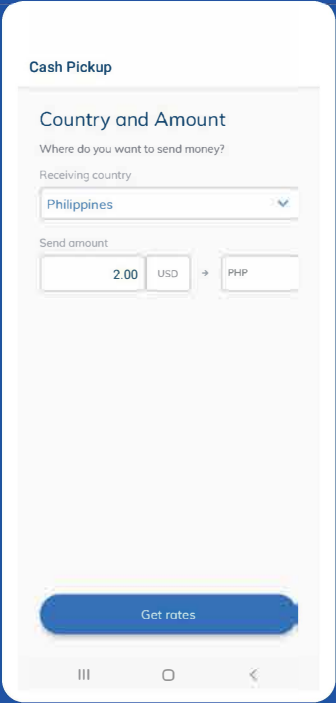 Cash Pickup
Country and Amount
Where do you want to send money?
Receiving country
Philippines
Send amount
2.00 USD → PHP
Get rates